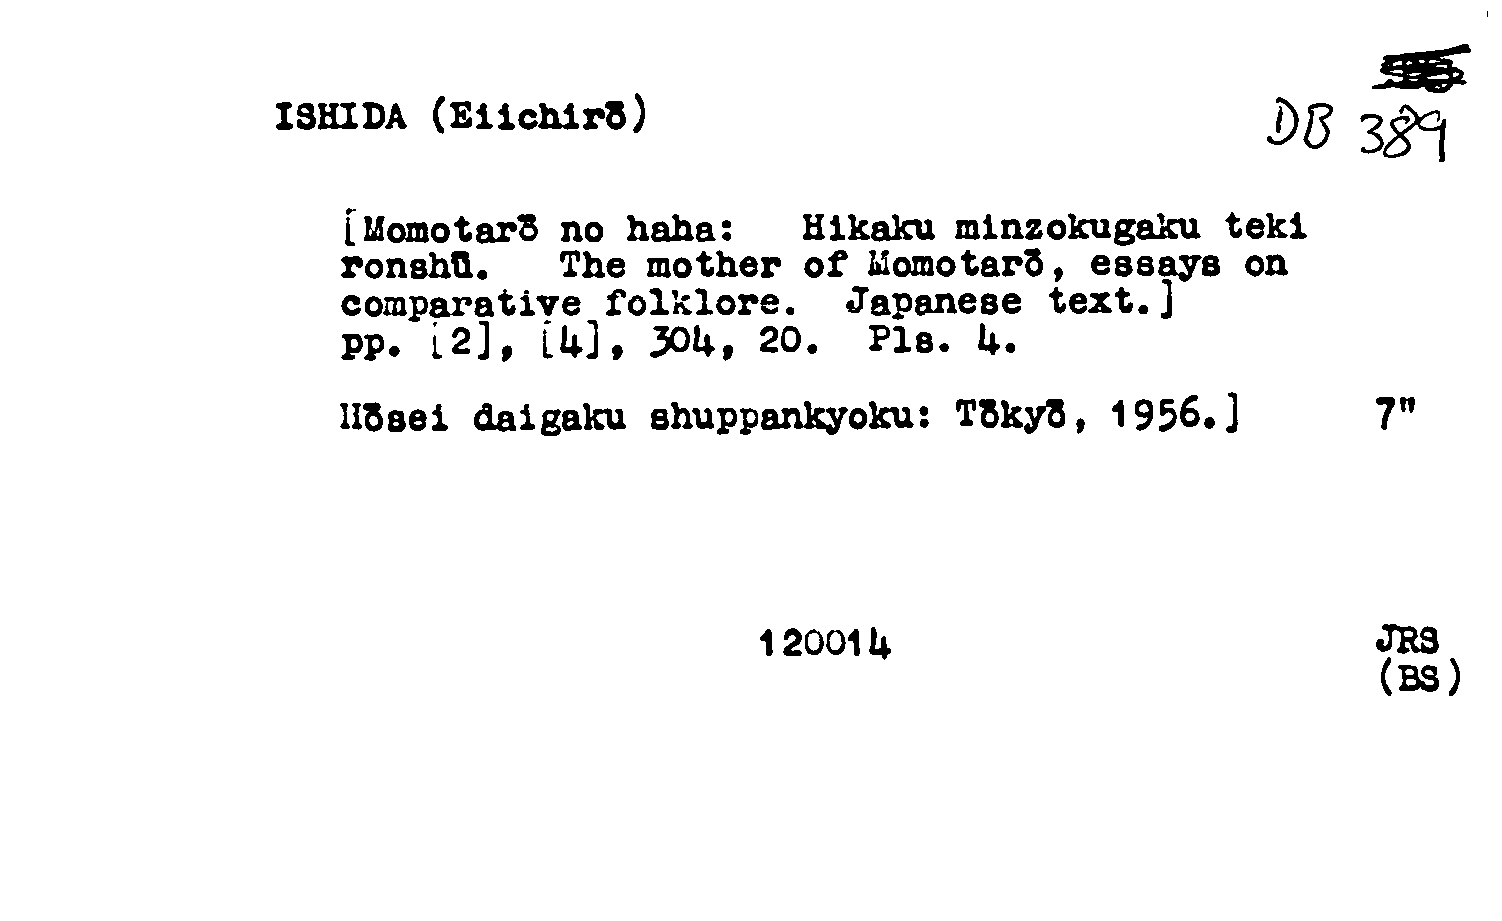 ISHIDA (Eiichirō)
DB 389
[Momotarō no haha: Hikaku minzokugaku teki
ronshū. The mother of Momotarō, essays on
comparative folklore. Japanese text.]
pp. [2], [4], 304, 20. Pls. 4.
Hōsei daigaku shuppankyoku: Tōkyō, 1956.] 7"
120014
JRS
(BS)